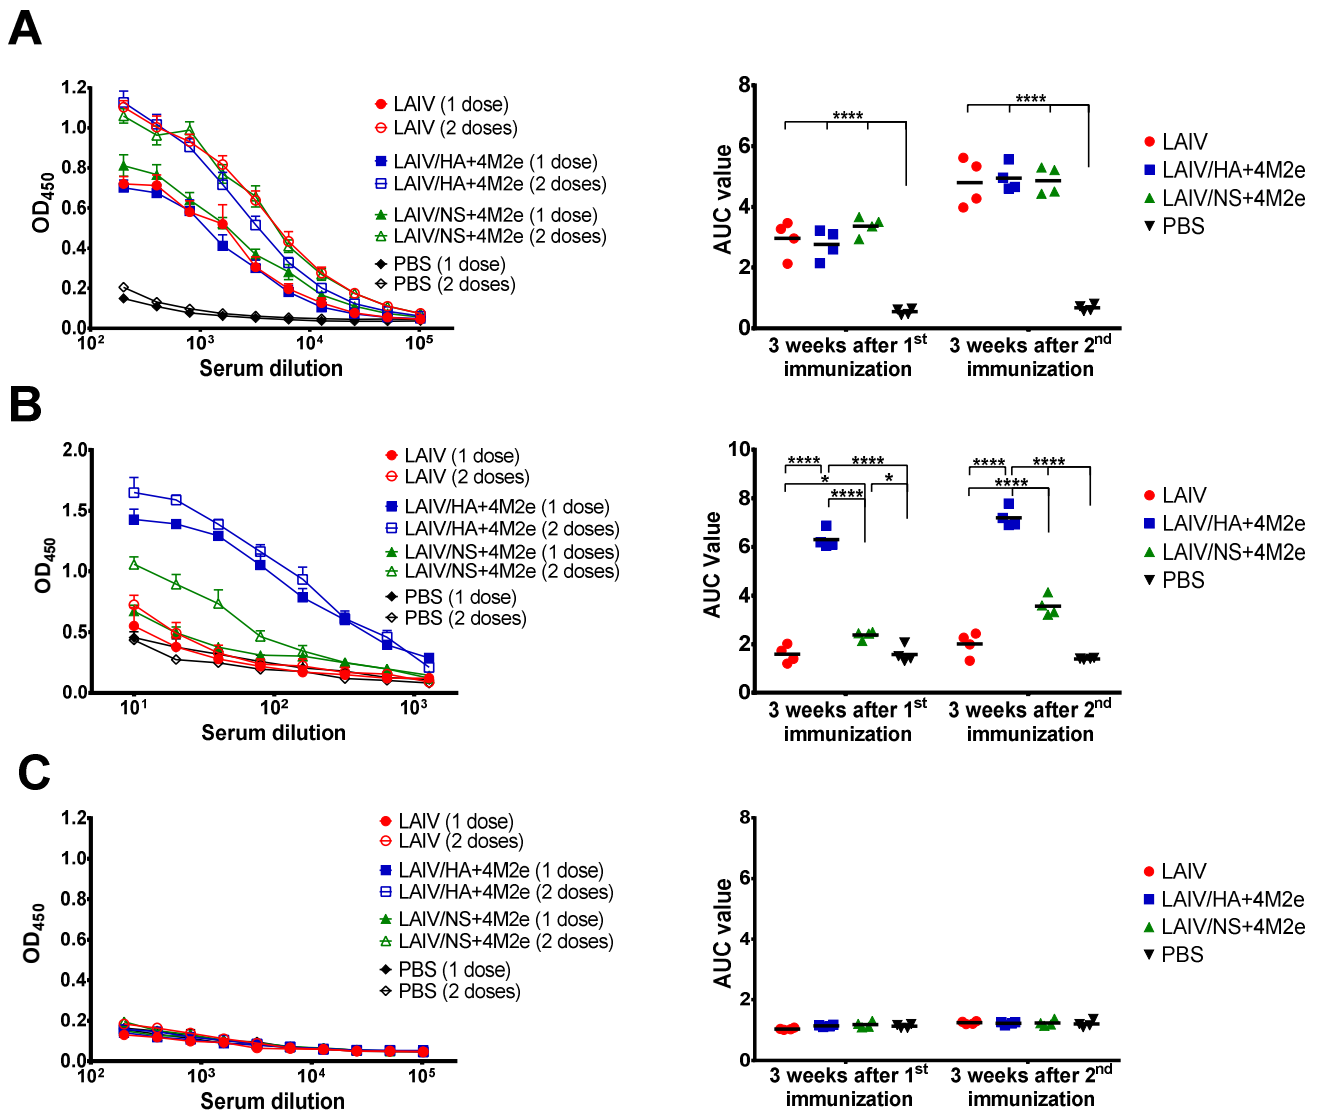 A
OD450
1.2
1.0
0.8
0.6
0.4
0.2
0.0
10² 10³ 10⁴ 10⁵
Serum dilution
LAIV (1 dose)
LAIV (2 doses)
LAIV/HA+4M2e (1 dose)
LAIV/HA+4M2e (2 doses)
LAIV/NS+4M2e (1 dose)
LAIV/NS+4M2e (2 doses)
PBS (1 dose)
PBS (2 doses)
AUC value
8
6
4
2
0
**** ****
3 weeks after 1st 3 weeks after 2nd
immunization immunization
LAIV
LAIV/HA+4M2e
LAIV/NS+4M2e
PBS
B
OD450
2.0
1.5
1.0
0.5
0.0
10¹ 10² 10³
Serum dilution
LAIV (1 dose)
LAIV (2 doses)
LAIV/HA+4M2e (1 dose)
LAIV/HA+4M2e (2 doses)
LAIV/NS+4M2e (1 dose)
LAIV/NS+4M2e (2 doses)
PBS (1 dose)
PBS (2 doses)
AUC Value
10
8
6
4
2
0
**** **** **** ****
* * ****
****
3 weeks after 1st 3 weeks after 2nd
immunization immunization
LAIV
LAIV/HA+4M2e
LAIV/NS+4M2e
PBS
C
OD450
1.2
1.0
0.8
0.6
0.4
0.2
0.0
10² 10³ 10⁴ 10⁵
Serum dilution
LAIV (1 dose)
LAIV (2 doses)
LAIV/HA+4M2e (1 dose)
LAIV/HA+4M2e (2 doses)
LAIV/NS+4M2e (1 dose)
LAIV/NS+4M2e (2 doses)
PBS (1 dose)
PBS (2 doses)
AUC value
8
6
4
2
0
3 weeks after 1st 3 weeks after 2nd
immunization immunization
LAIV
LAIV/HA+4M2e
LAIV/NS+4M2e
PBS